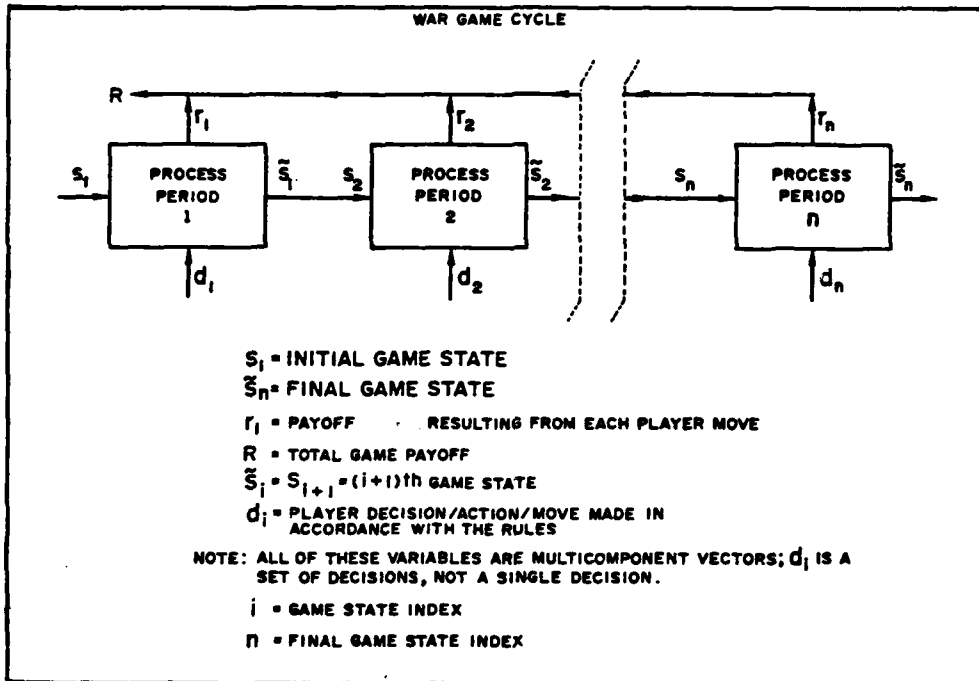 WAR GAME CYCLE
R
r₁
r₂
rₙ
s₁
PROCESS PERIOD 1
s̃₁
s₂
PROCESS PERIOD 2
s̃₂
sₙ
PROCESS PERIOD n
s̃ₙ
d₁
d₂
dₙ
s₁ = INITIAL GAME STATE
s̃ₙ = FINAL GAME STATE
r₁ = PAYOFF RESULTING FROM EACH PLAYER MOVE
R = TOTAL GAME PAYOFF
s̃ᵢ = Sᵢ₊₁ = (i+1)th GAME STATE
dᵢ = PLAYER DECISION/ACTION/MOVE MADE IN
ACCORDANCE WITH THE RULES
NOTE: ALL OF THESE VARIABLES ARE MULTICOMPONENT VECTORS; dᵢ IS A
SET OF DECISIONS, NOT A SINGLE DECISION.
i = GAME STATE INDEX
n = FINAL GAME STATE INDEX